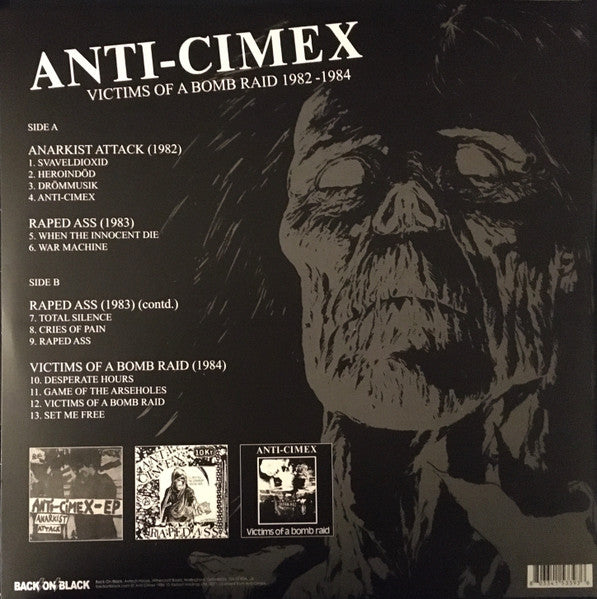 ANTI-CIMEX
VICTIMS OF A BOMB RAID 1982-1984
SIDE A
ANARKIST ATTACK (1982)
1. SVAVELDIOXID
2. HEROINDÖD
3. DRÖMMUSIK
4. ANTI-CIMEX
RAPED ASS (1983)
5. WHEN THE INNOCENT DIE
6. WAR MACHINE
SIDE B
RAPED ASS (1983) (contd.)
7. TOTAL SILENCE
8. CRIES OF PAIN
9. RAPED ASS
VICTIMS OF A BOMB RAID (1984)
10. DESPERATE HOURS
11. GAME OF THE ARSEHOLES
12. VICTIMS OF A BOMB RAID
13. SET ME FREE
ANTI-CIMEX-EP
ANARKIST
ATTACK
10 Kr
RAPED ASS
ANTI-CIMEX
Victims of a bomb raid
BACK ON BLACK